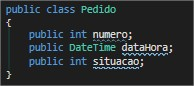 public class Pedido
{
public int numero;
public DateTime dataHora;
public int situacao;
}